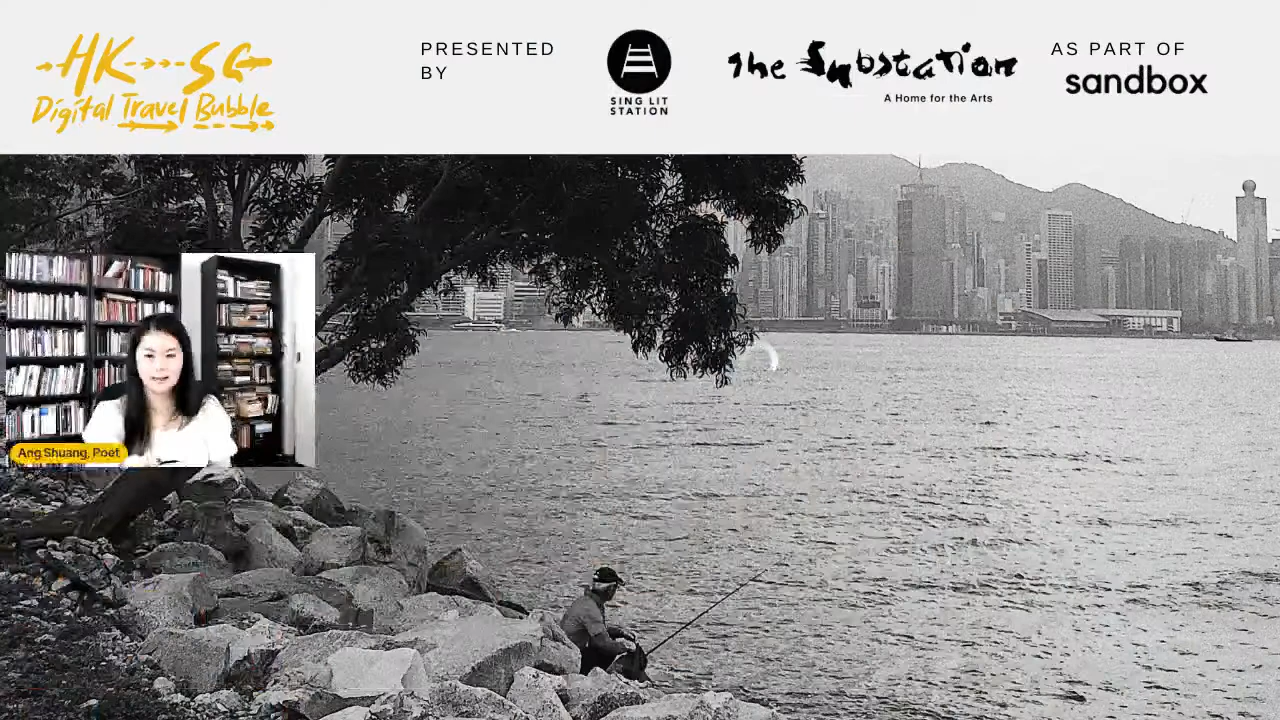 HK SG
Digital Travel Bubble
PRESENTED
BY
SING LIT
STATION
The Substation
A Home for the Arts
AS PART OF
sandbox
Ang Shuang, Poet